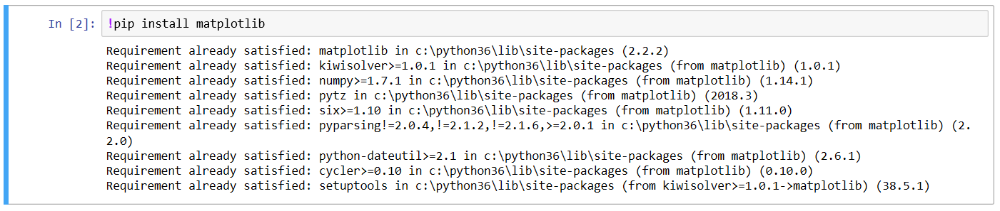 In [2]: !pip install matplotlib
Requirement already satisfied: matplotlib in c:\python36\lib\site-packages (2.2.2)
Requirement already satisfied: kiwisolver>=1.0.1 in c:\python36\lib\site-packages (from matplotlib) (1.0.1)
Requirement already satisfied: numpy>=1.7.1 in c:\python36\lib\site-packages (from matplotlib) (1.14.1)
Requirement already satisfied: pytz in c:\python36\lib\site-packages (from matplotlib) (2018.3)
Requirement already satisfied: six>=1.10 in c:\python36\lib\site-packages (from matplotlib) (1.11.0)
Requirement already satisfied: pyparsing!=2.0.4,!=2.1.2,!=2.1.6,>=2.0.1 in c:\python36\lib\site-packages (from matplotlib) (2.
2.0)
Requirement already satisfied: python-dateutil>=2.1 in c:\python36\lib\site-packages (from matplotlib) (2.6.1)
Requirement already satisfied: cycler>=0.10 in c:\python36\lib\site-packages (from matplotlib) (0.10.0)
Requirement already satisfied: setuptools in c:\python36\lib\site-packages (from kiwisolver>=1.0.1->matplotlib) (38.5.1)